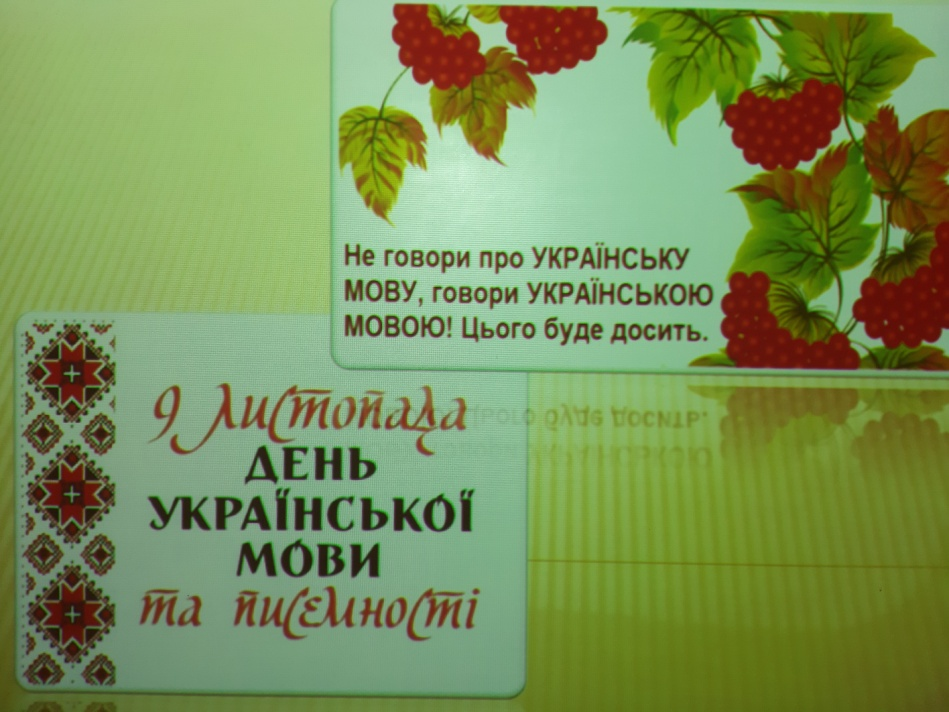 Не говори про УКРАЇНСЬКУ
МОВУ, говори УКРАЇНСЬКОЮ
МОВОЮ! Цього буде досить.
9 листопада
ДЕНЬ
УКРАЇНСЬКОЇ
МОВИ
та писемності